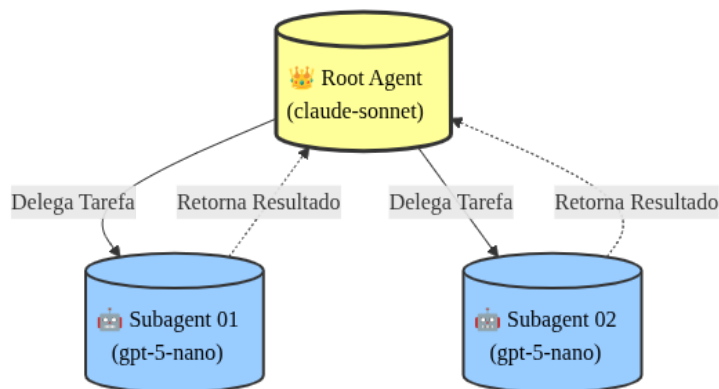 👑 Root Agent
(claude-sonnet)
Delega Tarefa
Retorna Resultado
Delega Tarefa
Retorna Resultado
🤖 Subagent 01
(gpt-5-nano)
🤖 Subagent 02
(gpt-5-nano)